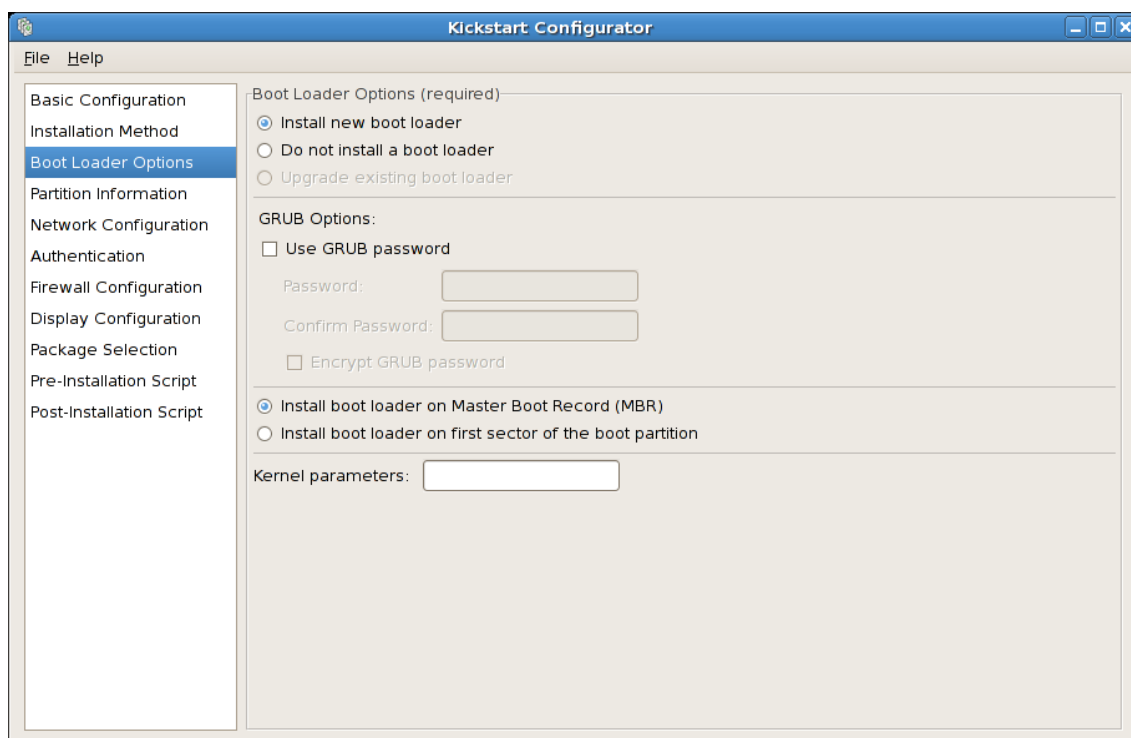 Kickstart Configurator
File Help
Basic Configuration
Installation Method
Boot Loader Options
Partition Information
Network Configuration
Authentication
Firewall Configuration
Display Configuration
Package Selection
Pre-Installation Script
Post-Installation Script
Boot Loader Options (required)
Install new boot loader
Do not install a boot loader
Upgrade existing boot loader
GRUB Options:
Use GRUB password
Password:
Confirm Password:
Encrypt GRUB password
Install boot loader on Master Boot Record (MBR)
Install boot loader on first sector of the boot partition
Kernel parameters: